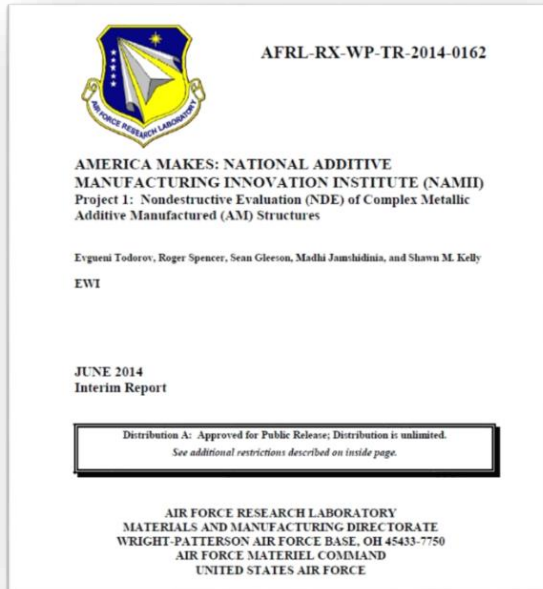 AFRL-RX-WP-TR-2014-0162
AIR FORCE RESEARCH LABORATORY
AMERICA MAKES: NATIONAL ADDITIVE
MANUFACTURING INNOVATION INSTITUTE (NAMII)
Project 1: Nondestructive Evaluation (NDE) of Complex Metallic
Additive Manufactured (AM) Structures
Evgueni Todorov, Roger Spencer, Sean Gleeson, Madhi Jamshidinia, and Shawn M. Kelly
EWI
JUNE 2014
Interim Report
Distribution A: Approved for Public Release; Distribution is unlimited.
See additional restrictions described on inside page.
AIR FORCE RESEARCH LABORATORY
MATERIALS AND MANUFACTURING DIRECTORATE
WRIGHT-PATTERSON AIR FORCE BASE, OH 45433-7750
AIR FORCE MATERIEL COMMAND
UNITED STATES AIR FORCE